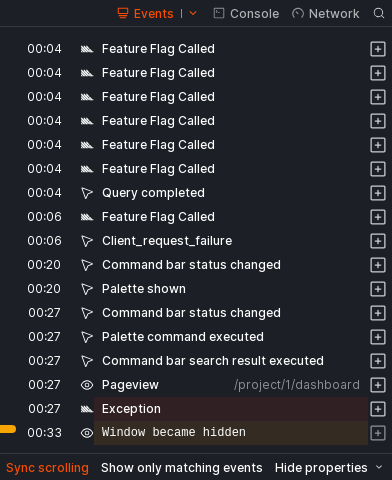 Events Console Network
00:04 Feature Flag Called
00:04 Feature Flag Called
00:04 Feature Flag Called
00:04 Feature Flag Called
00:04 Feature Flag Called
00:04 Feature Flag Called
00:04 Query completed
00:06 Feature Flag Called
00:06 Client_request_failure
00:20 Command bar status changed
00:20 Palette shown
00:27 Command bar status changed
00:27 Palette command executed
00:27 Command bar search result executed
00:27 Pageview /project/1/dashboard
00:27 Exception
00:33 Window became hidden
Sync scrolling Show only matching events Hide properties